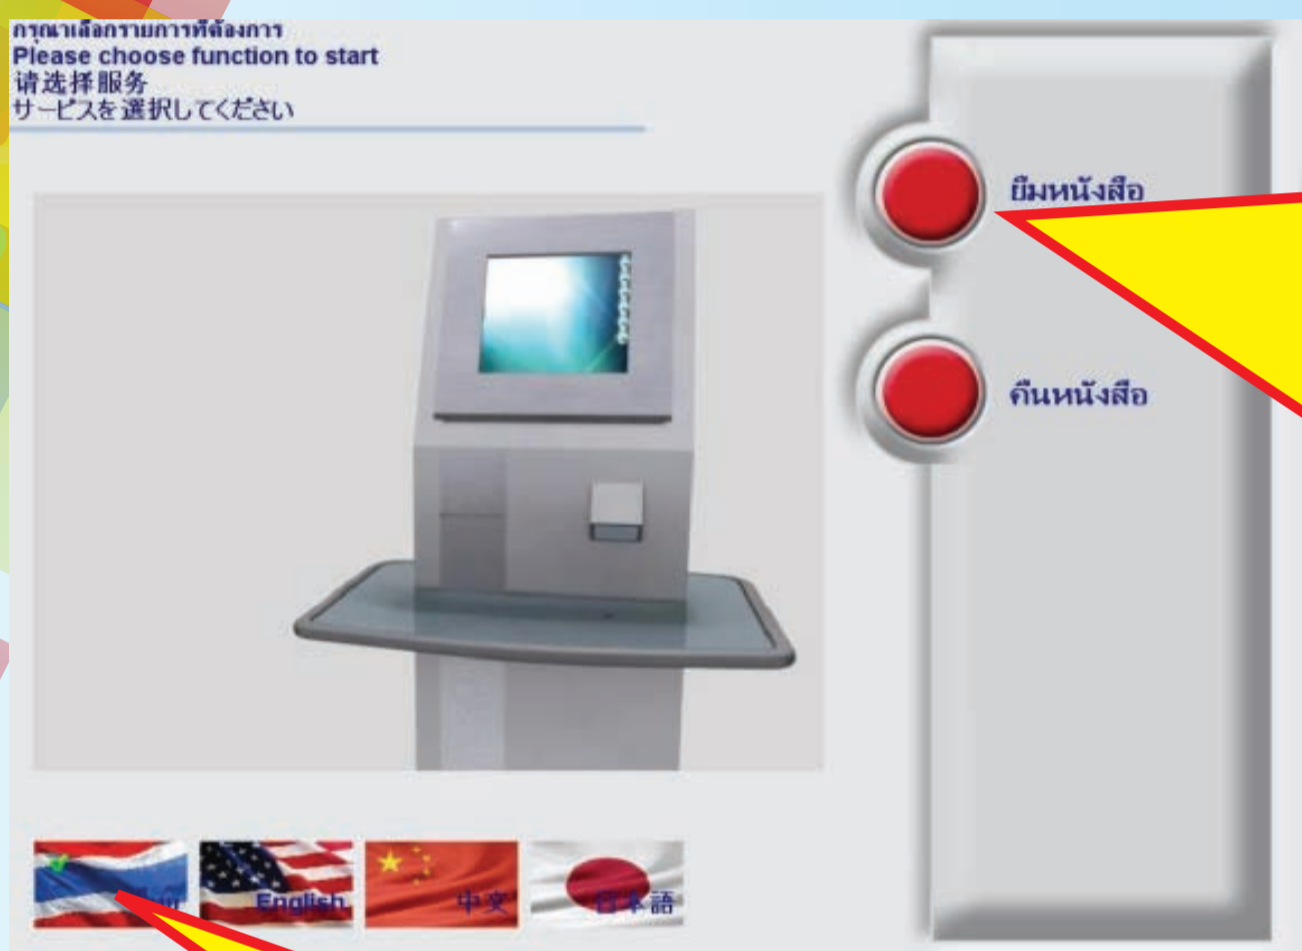 กรุณาเลือกรายการที่ต้องการ
Please choose function to start
请选择服务
サービスを選択してください
ยืมหนังสือ
คืนหนังสือ
English
中文
日本語